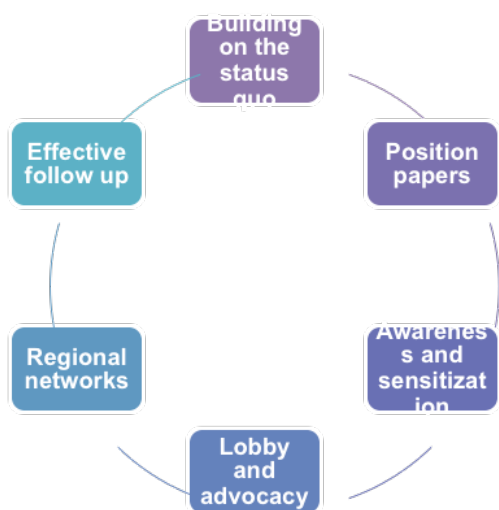 Building
on the
status
quo
Position
papers
Awarenes
s and
sensitizat
ion
Lobby
and
advocacy
Regional
networks
Effective
follow up